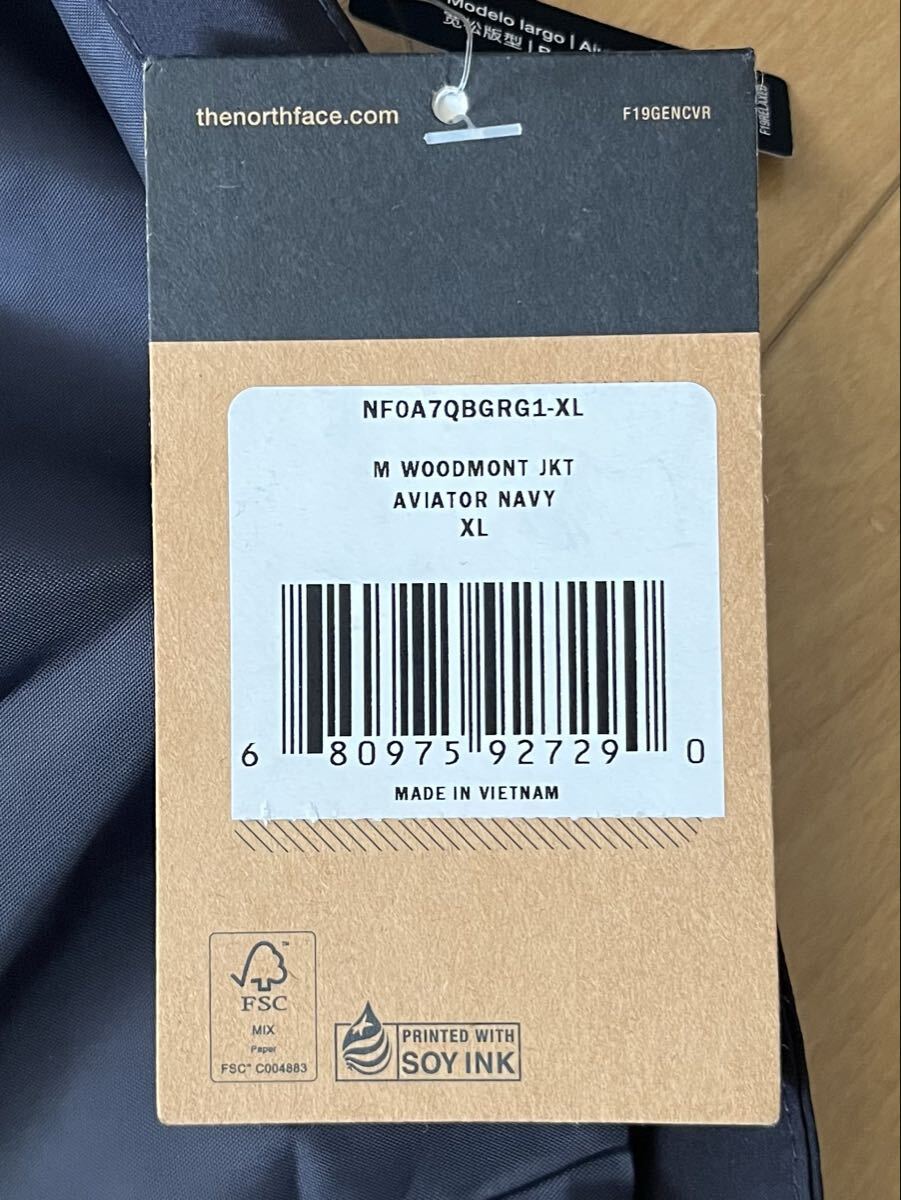 Modelo largo |
宽松版型 |
thenorthface.com
F19GENCVR
F19RELAXED
NF0A7QBGRG1-XL
M WOODMONT JKT
AVIATOR NAVY
XL
6 80975 92729 0
MADE IN VIETNAM
FSC
MIX
Paper
FSC® C004883
PRINTED WITH
SOY INK